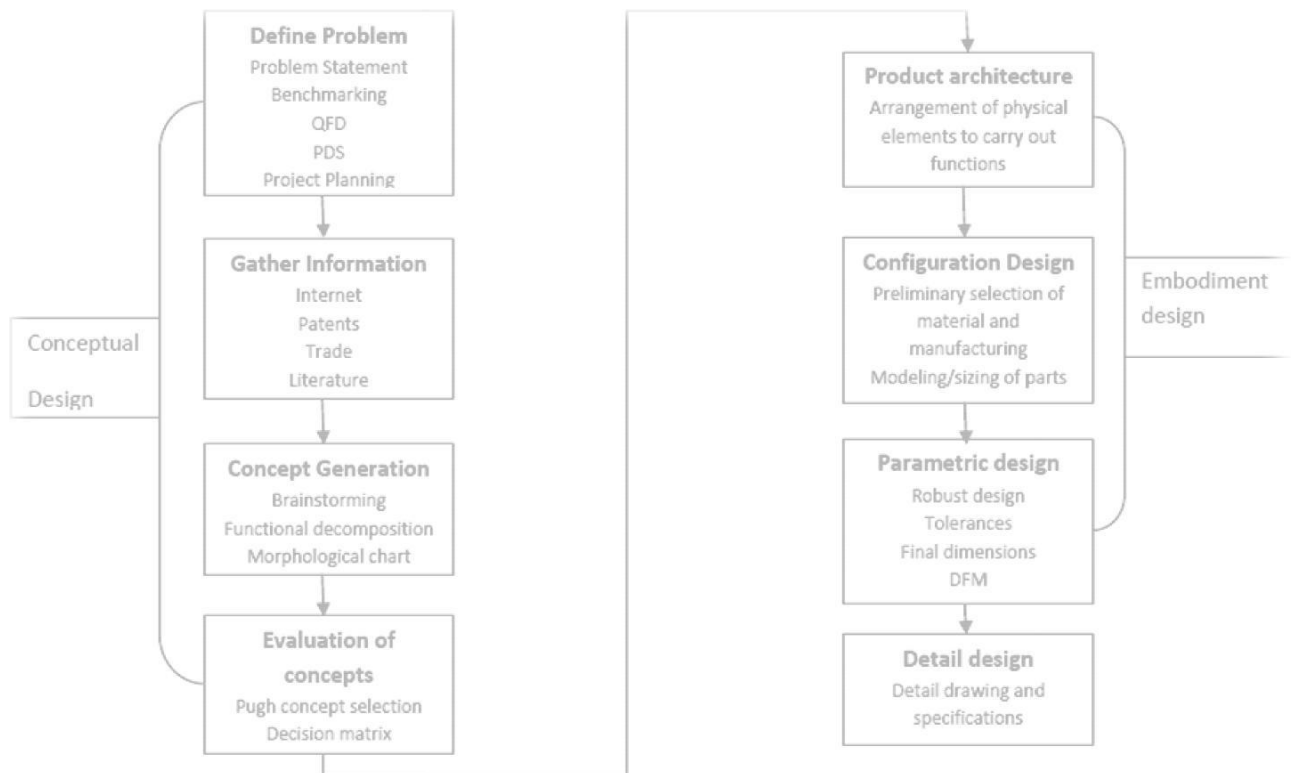 Define Problem
Problem Statement
Benchmarking
QFD
PDS
Project Planning
Gather Information
Internet
Patents
Trade
Literature
Conceptual
Design
Concept Generation
Brainstorming
Functional decomposition
Morphological chart
Evaluation of
concepts
Pugh concept selection
Decision matrix
Product architecture
Arrangement of physical
elements to carry out
functions
Configuration Design
Preliminary selection of
material and
manufacturing
Modeling/sizing of parts
Embodiment
design
Parametric design
Robust design
Tolerances
Final dimensions
DFM
Detail design
Detail drawing and
specifications